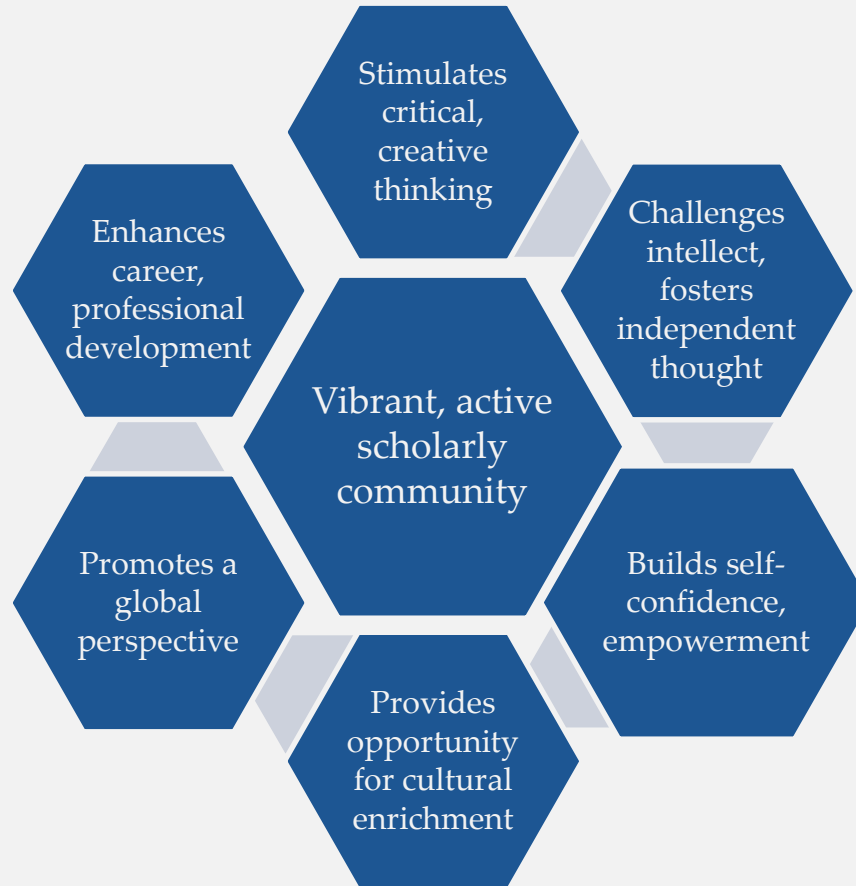 Stimulates
critical,
creative
thinking
Challenges
intellect,
fosters
independent
thought
Builds self-
confidence,
empowerment
Provides
opportunity
for cultural
enrichment
Promotes a
global
perspective
Enhances
career,
professional
development
Vibrant, active
scholarly
community